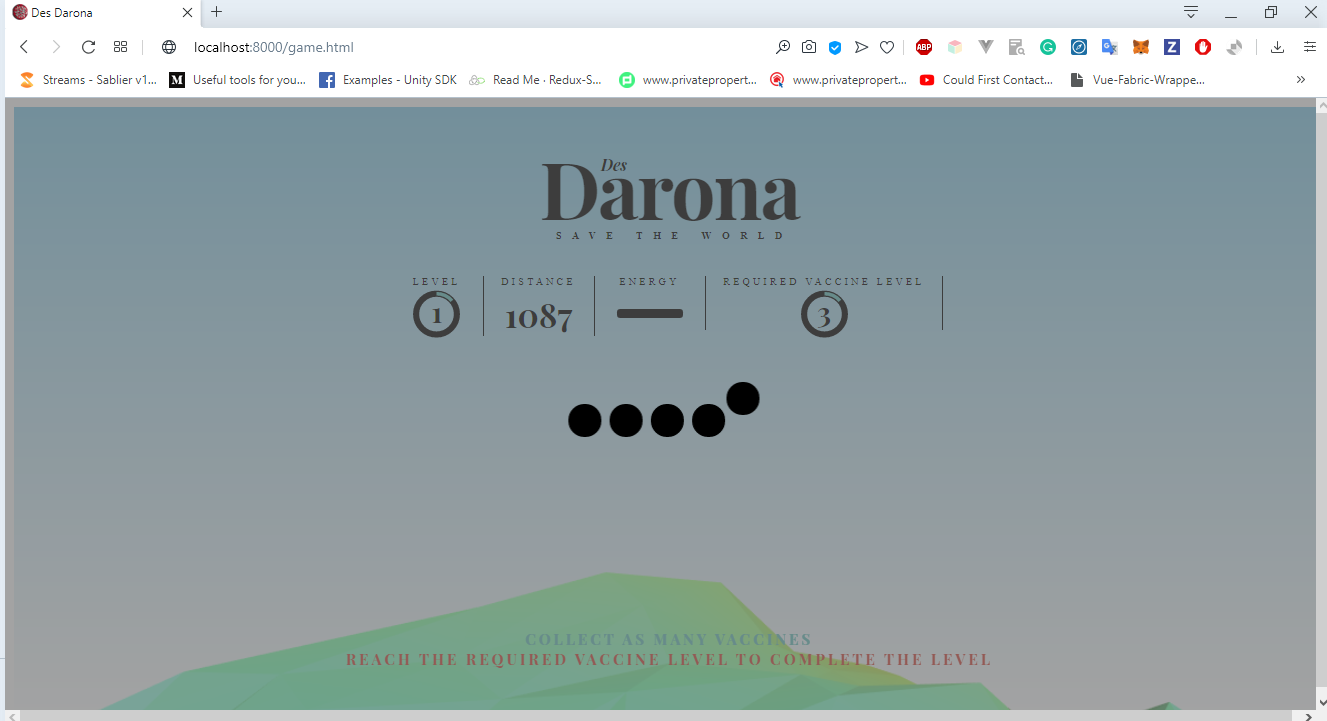 Des Darona
localhost:8000/game.html
ABP
Z
Streams - Sablier v1...
M
Useful tools for you...
Examples - Unity SDK
Read Me · Redux-S...
www.privatepropert...
www.privatepropert...
Could First Contact...
Vue-Fabric-Wrappe...
Des
Darona
SAVE THE WORLD
LEVEL
1
DISTANCE
1087
ENERGY
REQUIRED VACCINE LEVEL
3
COLLECT AS MANY VACCINES
REACH THE REQUIRED VACCINE LEVEL TO COMPLETE THE LEVEL